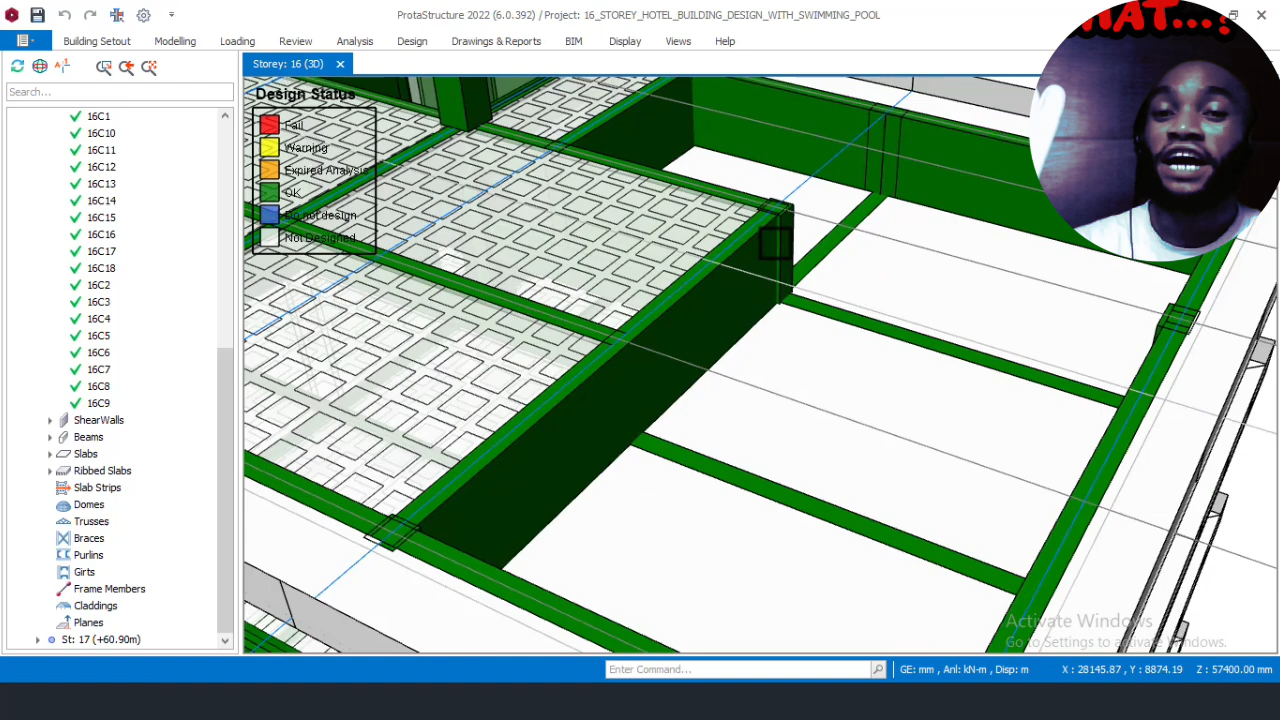 ProtaStructure 2022 (6.0.392) / Project: 16_STOREY_HOTEL_BUILDING_DESIGN_WITH_SWIMMING_POOL
HAT...!
Building Setout Modelling Loading Review Analysis Design Drawings & Reports BIM Display Views Help
Storey: 16 (3D)
Search...
Design Status
Fail
Warning
Expired Analysis
OK
Do not design
Not Designed
16C1
16C10
16C11
16C12
16C13
16C14
16C15
16C16
16C17
16C18
16C2
16C3
16C4
16C5
16C6
16C7
16C8
16C9
ShearWalls
Beams
Slabs
Ribbed Slabs
Slab Strips
Domes
Trusses
Braces
Purlins
Girts
Frame Members
Claddings
Planes
St: 17 (+60.90m)
Activate Windows
Go to Settings to activate Windows.
Enter Command...
GE: mm, Anl: kN-m, Disp: m
X : 28145.87 , Y : 8874.19
Z : 57400.00 mm